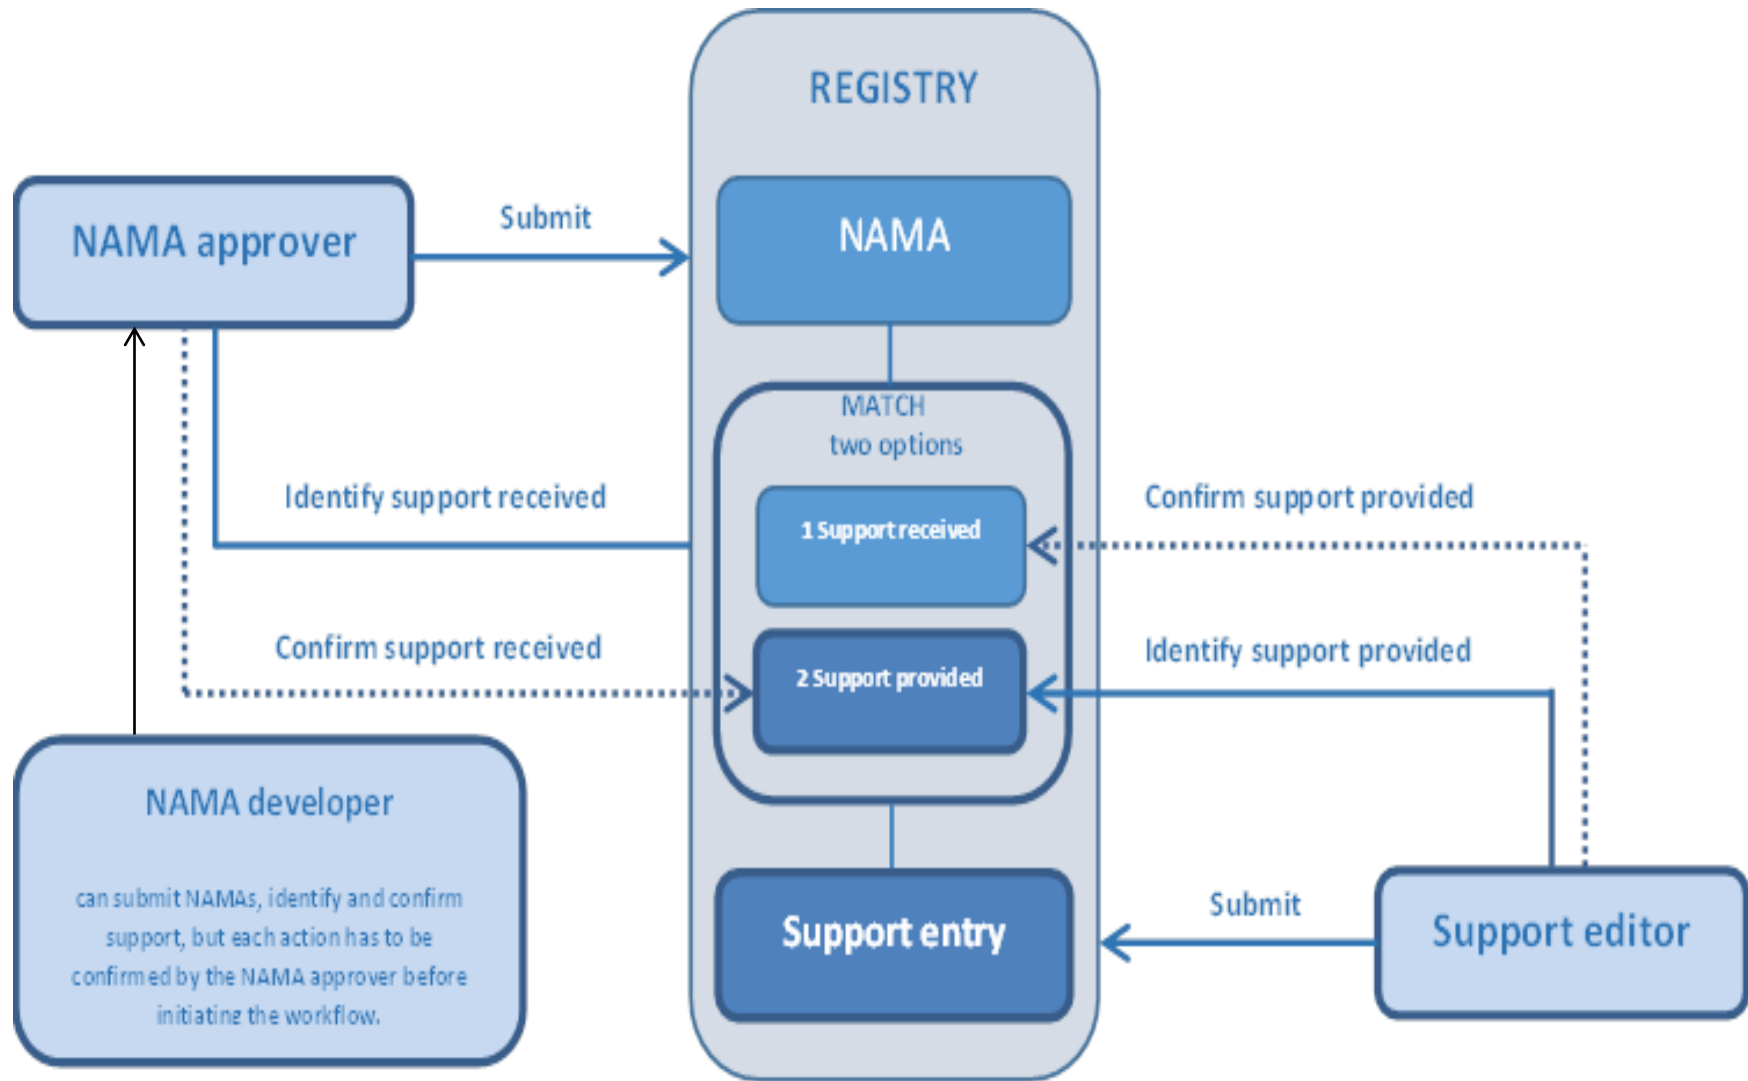 REGISTRY
NAMA approver
Submit
NAMA
MATCH
two options
Identify support received
1 Support received
Confirm support provided
Confirm support received
2 Support provided
Identify support provided
NAMA developer
can submit NAMAs, identify and confirm
support, but each action has to be
confirmed by the NAMA approver before
initiating the workflow.
Support entry
Submit
Support editor